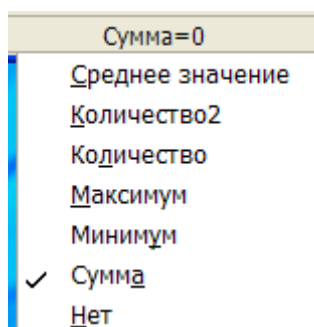 Сумма=0
Среднее значение
Количество2
Количество
Максимум
Минимум
Сумма
Нет